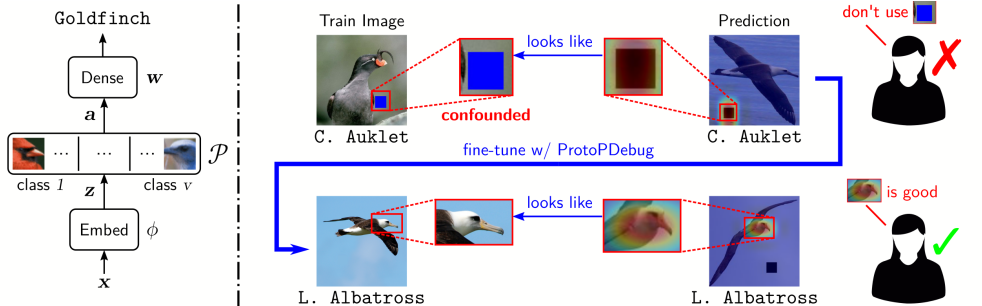 Goldfinch
Dense
w
a
... ... ...
𝒫
class 1
class v
z
Embed
ϕ
x
Train Image
Prediction
don't use
looks like
confounded
C. Auklet
C. Auklet
fine-tune w/ ProtoPDebug
looks like
is good
L. Albatross
L. Albatross